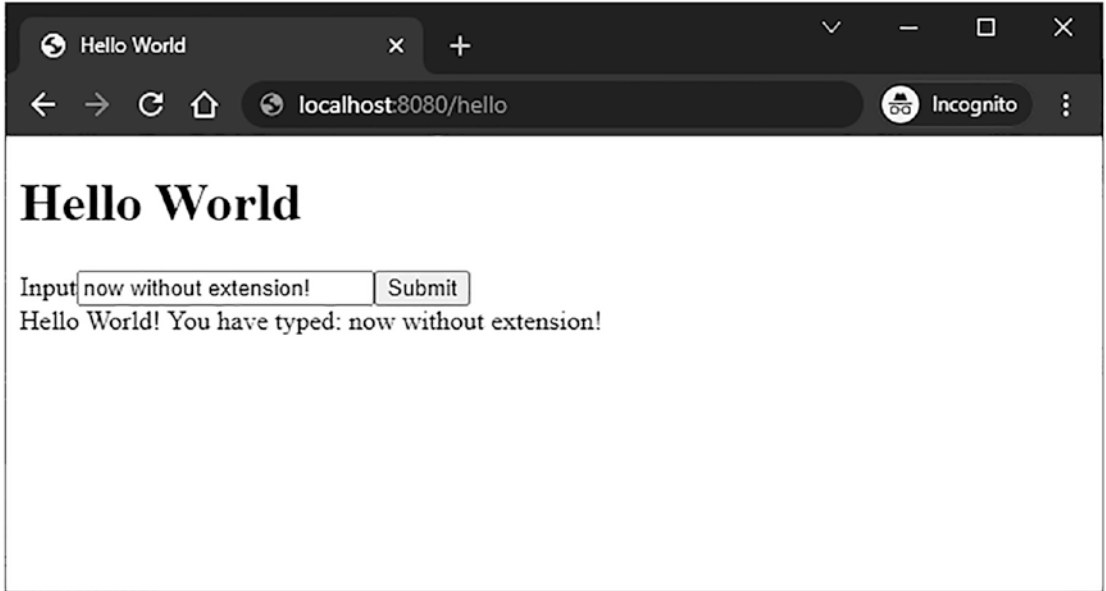 Hello World
localhost:8080/hello
Incognito
Hello World
Input now without extension! Submit
Hello World! You have typed: now without extension!